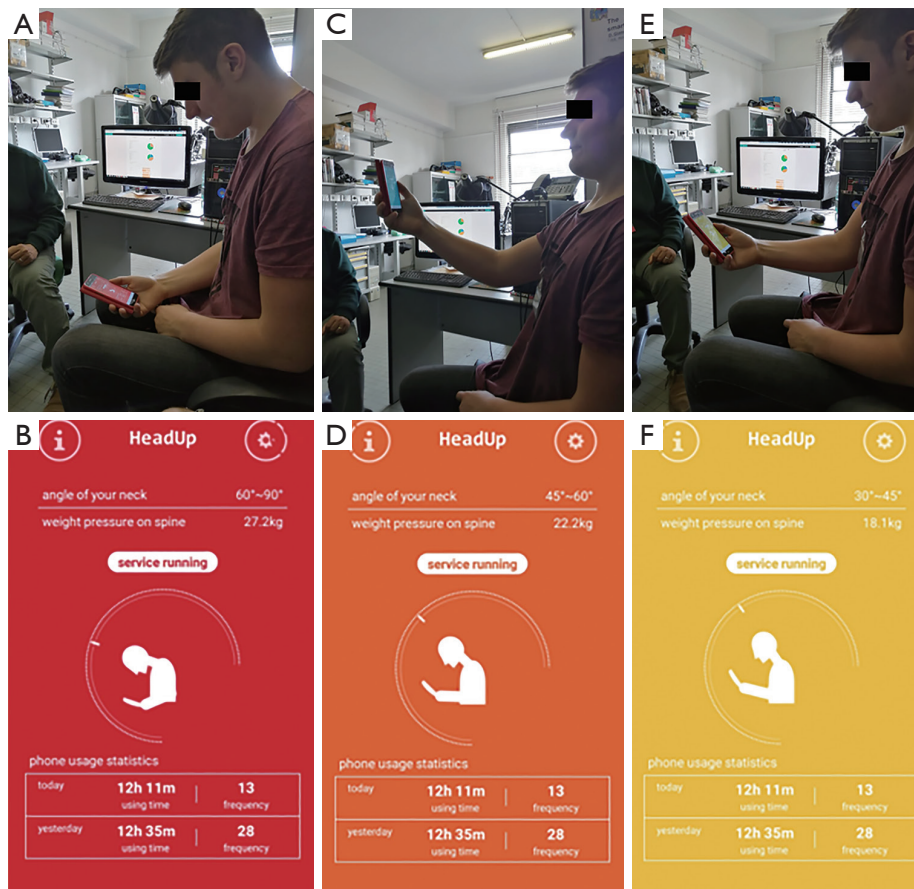 A
C
The
E
B
HeadUp
angle of your neck 60°~90°
weight pressure on spine 27.2kg
service running
phone usage statistics
today 12h 11m 13
using time frequency
yesterday 12h 35m 28
using time frequency
D
HeadUp
angle of your neck 45°~60°
weight pressure on spine 22.2kg
service running
phone usage statistics
today 12h 11m 13
using time frequency
yesterday 12h 35m 28
using time frequency
F
HeadUp
angle of your neck 30°~45°
weight pressure on spine 18.1kg
service running
phone usage statistics
today 12h 11m 13
using time frequency
yesterday 12h 35m 28
using time frequency